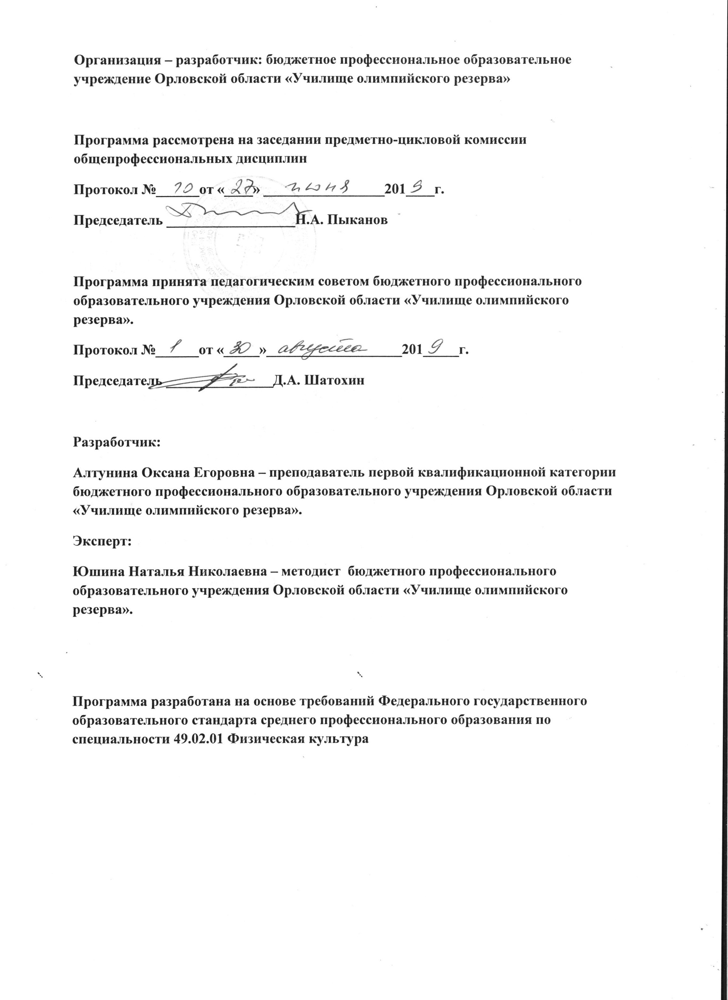 Организация – разработчик: бюджетное профессиональное образовательное
учреждение Орловской области «Училище олимпийского резерва»
Программа рассмотрена на заседании предметно-цикловой комиссии
общепрофессиональных дисциплин
Протокол № 10 от « 27 » июня 2019 г.
Председатель Н.А. Пыканов
Программа принята педагогическим советом бюджетного профессионального
образовательного учреждения Орловской области «Училище олимпийского
резерва».
Протокол № 1 от « 30 » августа 2019 г.
Председатель Д.А. Шатохин
Разработчик:
Алтунина Оксана Егоровна – преподаватель первой квалификационной категории
бюджетного профессионального образовательного учреждения Орловской области
«Училище олимпийского резерва».
Эксперт:
Юшина Наталья Николаевна – методист бюджетного профессионального
образовательного учреждения Орловской области «Училище олимпийского
резерва».
Программа разработана на основе требований Федерального государственного
образовательного стандарта среднего профессионального образования по
специальности 49.02.01 Физическая культура